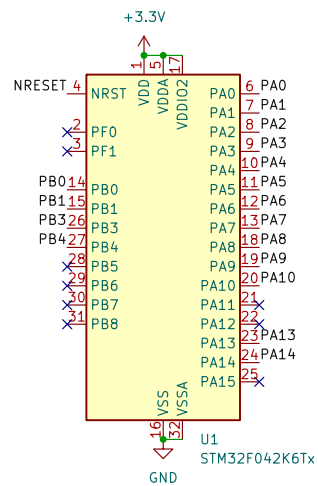 +3.3V
1 5 17
VDD VDDA VDDIO2
NRESET 4 NRST PA0 6 PA0
PA1 7 PA1
2 PF0 PA2 8 PA2
3 PF1 PA3 9 PA3
PA4 10 PA4
PB0 14 PB0 PA5 11 PA5
PB1 15 PB1 PA6 12 PA6
PB3 26 PB3 PA7 13 PA7
PB4 27 PB4 PA8 18 PA8
28 PB5 PA9 19 PA9
29 PB6 PA10 20 PA10
30 PB7 PA11 21
31 PB8 PA12 22
PA13 23 PA13
PA14 24 PA14
PA15 25
VSS VSSA
16 32
U1
STM32F042K6Tx
GND